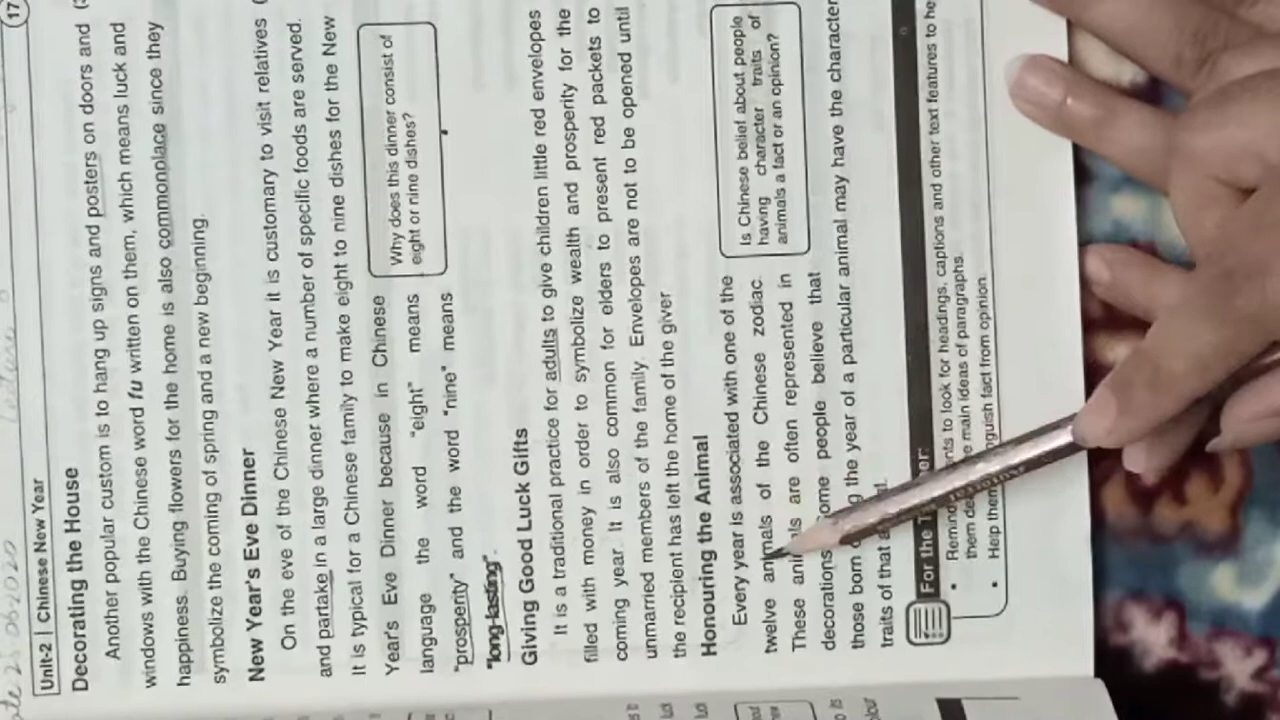 17
Unit-2 | Chinese New Year
Decorating the House
Another popular custom is to hang up signs and posters on doors and
windows with the Chinese word fu written on them, which means luck and
happiness. Buying flowers for the home is also commonplace since they
symbolize the coming of spring and a new beginning.
New Year's Eve Dinner
On the eve of the Chinese New Year it is customary to visit relatives
and partake in a large dinner where a number of specific foods are served.
It is typical for a Chinese family to make eight to nine dishes for the New
Year's Eve Dinner because in Chinese
language the word "eight" means
"prosperity" and the word "nine" means
"long-lasting".
Why does this dinner consist of
eight or nine dishes?
Giving Good Luck Gifts
It is a traditional practice for adults to give children little red envelopes
filled with money in order to symbolize wealth and prosperity for the
coming year. It is also common for elders to present red packets to
unmarried members of the family. Envelopes are not to be opened until
the recipient has left the home of the giver
Honouring the Animal
Every year is associated with one of the
twelve animals of the Chinese zodiac.
These animals are often represented in
decorations. Some people believe that
those born the year of a particular animal may have the character
traits of that
Is Chinese belief about people
having character traits of
animals a fact or an opinion?
For the
to look for headings, captions and other text features to
them main ideas of paragraphs.
Help them fact from opinion.